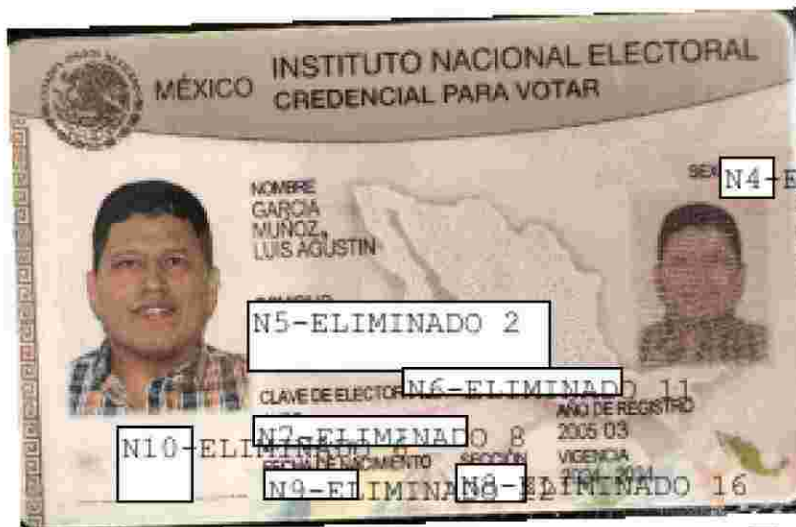 MÉXICO INSTITUTO NACIONAL ELECTORAL
CREDENCIAL PARA VOTAR
NOMBRE
GARCIA
MUÑOZ
LUIS AGUSTIN
N4-E
N5-ELIMINADO 2
CLAVE DE ELECTOR N6-ELIMINADO 11
N7-ELIMINADO 8
AÑO DE REGISTRO
2005 03
N10-ELIMINADO
FECHA DE NACIMIENTO
SECCIÓN
VIGENCIA
N9-ELIMINADO
ELIMINADO 16